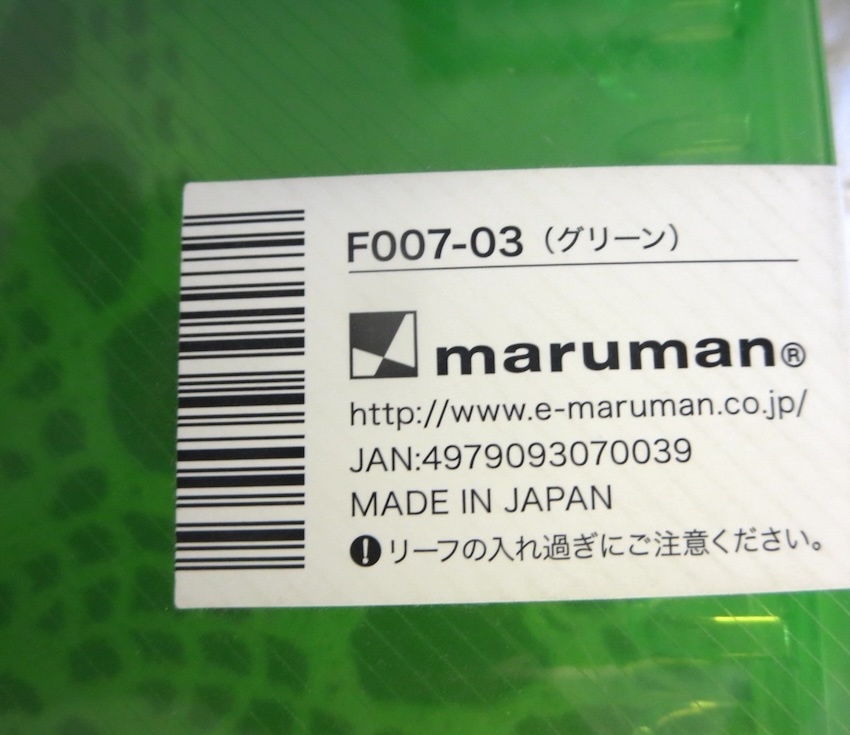 F007-03（グリーン）
maruman®
http://www.e-maruman.co.jp/
JAN:4979093070039
MADE IN JAPAN
!リーフの入れ過ぎにご注意ください。